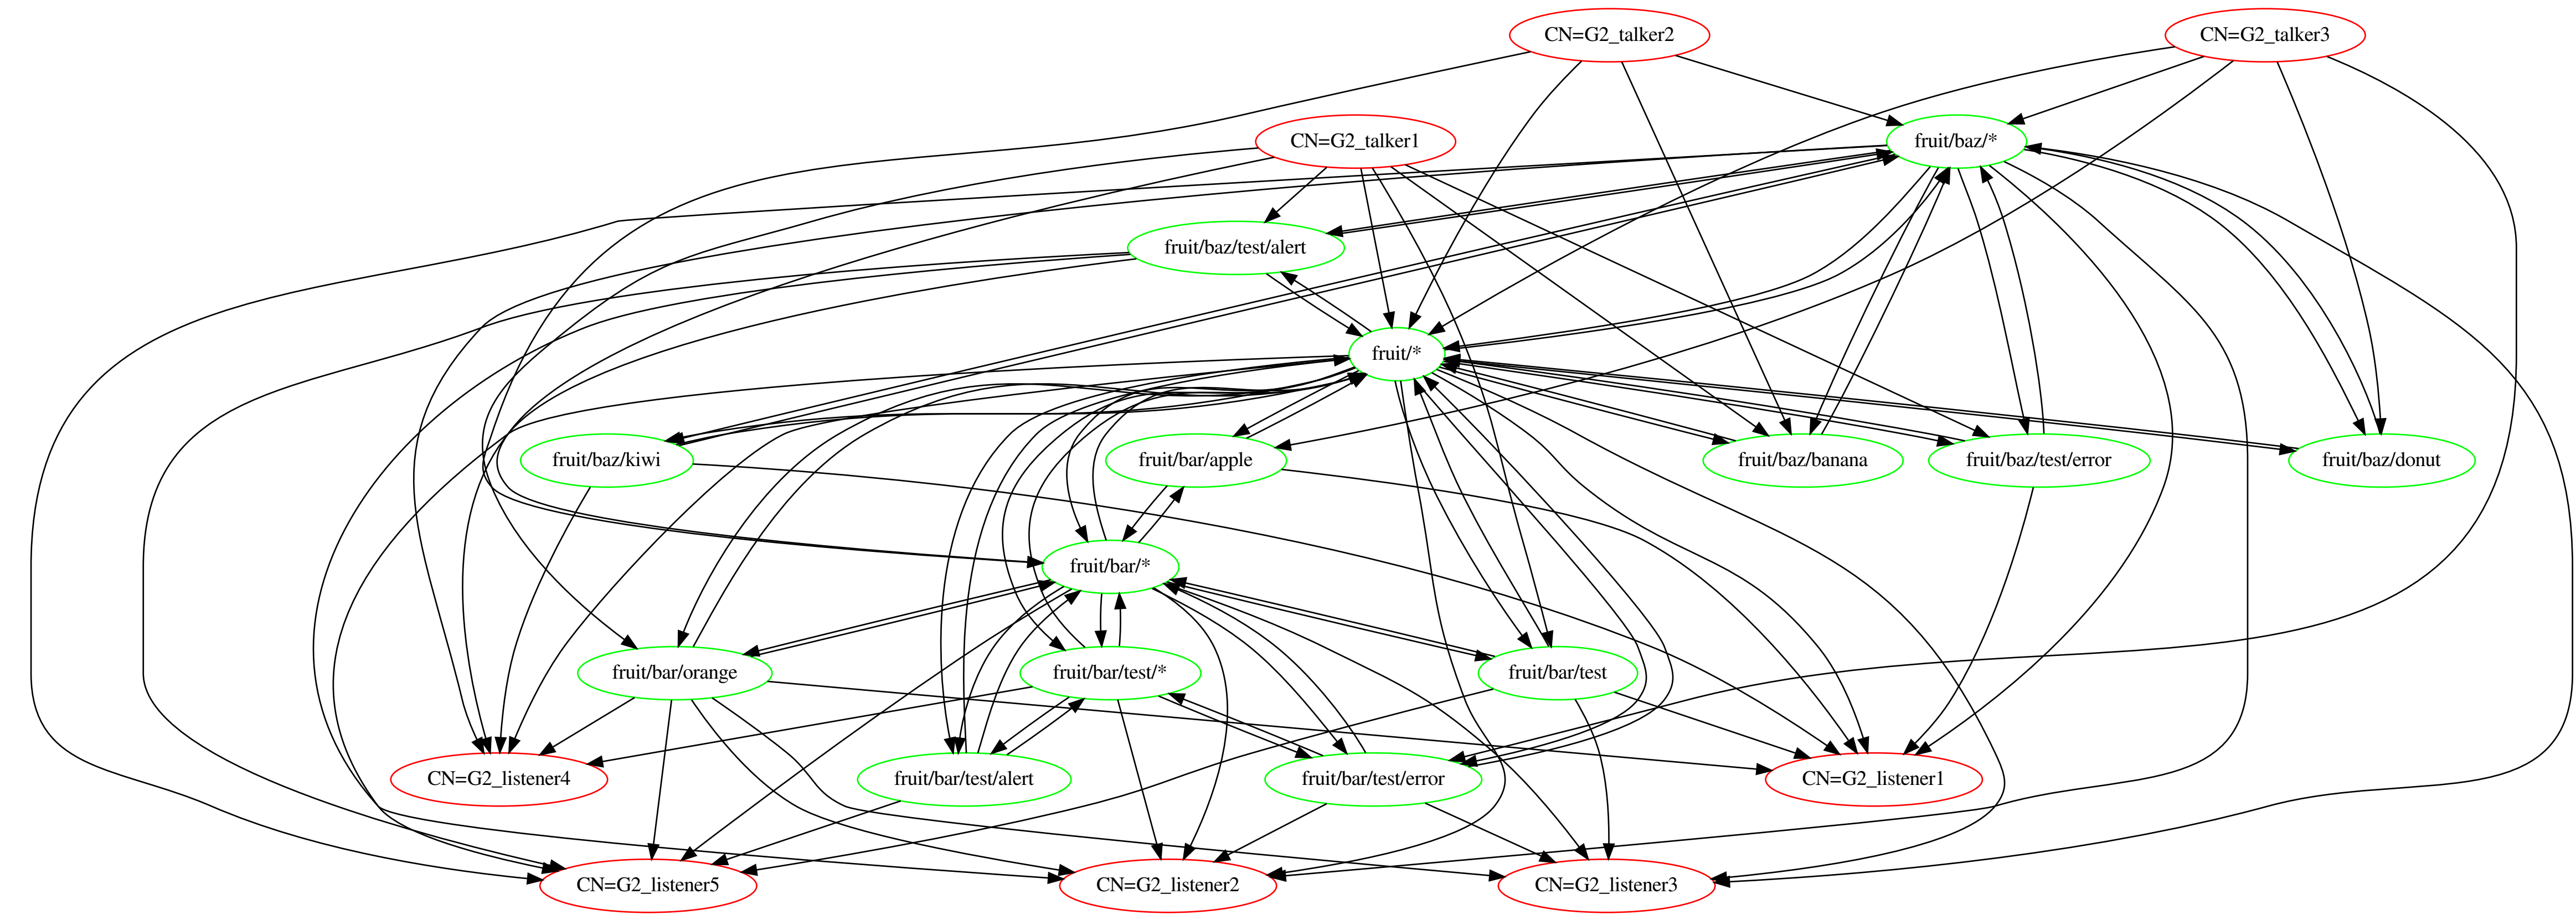 CN=G2_talker2
CN=G2_talker3
CN=G2_talker1
fruit/baz/*
fruit/baz/test/alert
fruit/*
fruit/baz/kiwi
fruit/bar/apple
fruit/baz/banana
fruit/baz/test/error
fruit/baz/donut
fruit/bar/*
fruit/bar/orange
fruit/bar/test/*
fruit/bar/test
CN=G2_listener4
fruit/bar/test/alert
fruit/bar/test/error
CN=G2_listener1
CN=G2_listener5
CN=G2_listener2
CN=G2_listener3